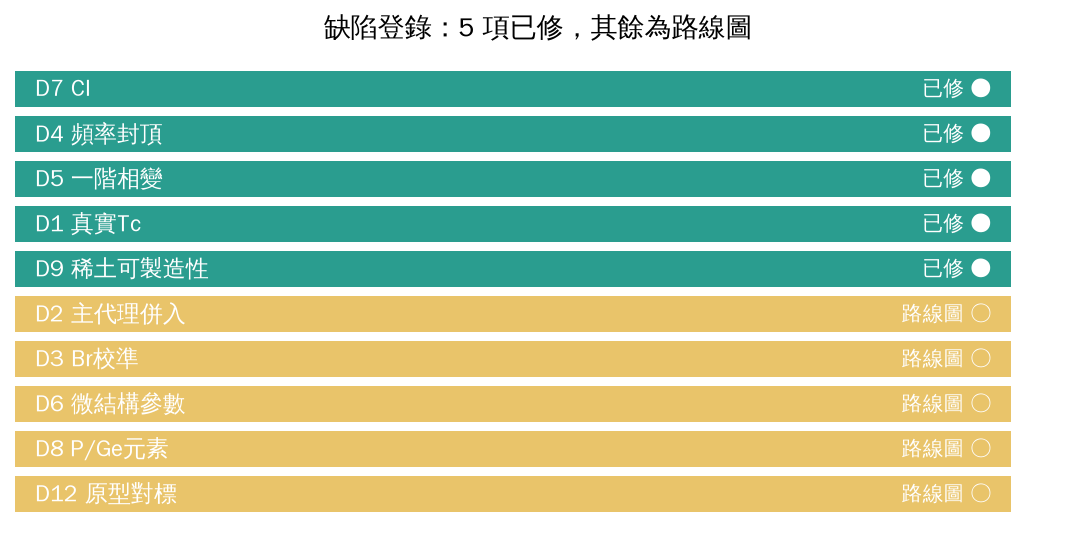 缺陷登錄：5 項已修，其餘為路線圖
D7 CI 已修 ●
D4 頻率封頂 已修 ●
D5 一階相變 已修 ●
D1 真實Tc 已修 ●
D9 稀土可製造性 已修 ●
D2 主代理併入 路線圖 ○
D3 Br校準 路線圖 ○
D6 微結構參數 路線圖 ○
D8 P/Ge元素 路線圖 ○
D12 原型對標 路線圖 ○